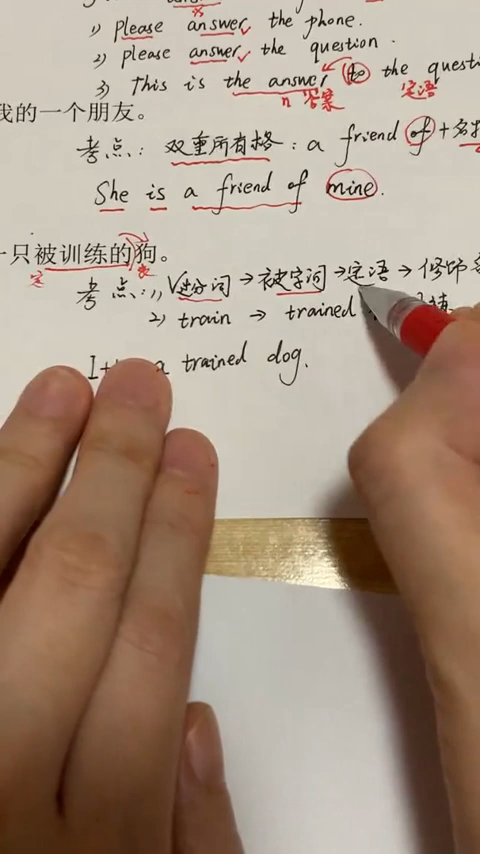 answer
1) Please answer the phone.
2) please answer the question.
3) This is the answer to the questi
n 答案 定语
我的一个朋友。
考点：双重所有格：a friend of +名
She is a friend of mine.
一只被训练的狗。
定
考点：1) V过分词→被字词→定语→修饰
2) train → trained
It a trained dog.